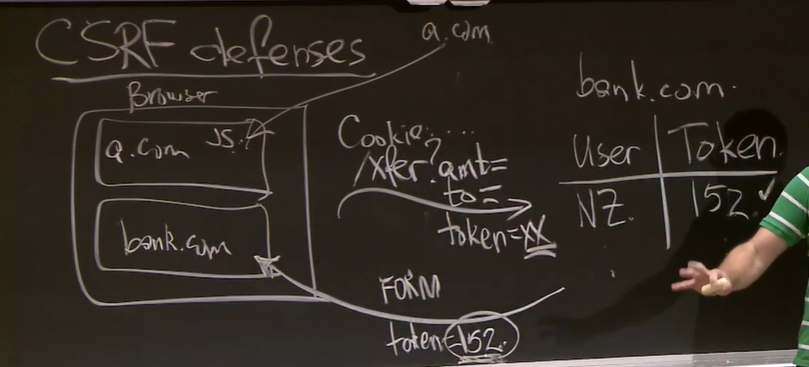 CSRF defenses
a.com
Browser
a.com JS.
bank.com
Cookie: ....
/xfer?amt=
to=
token=XX
FORM
token=152.
bank.com.
User Token.
NZ. 152. ✓